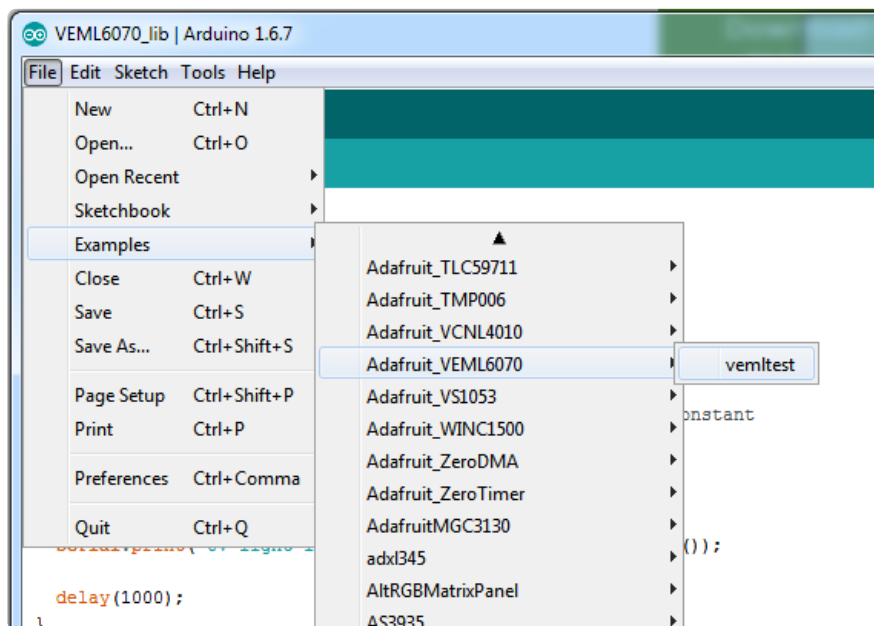 VEML6070_lib | Arduino 1.6.7
File Edit Sketch Tools Help
New Ctrl+N
Open... Ctrl+O
Open Recent
Sketchbook
Examples
Close Ctrl+W
Save Ctrl+S
Save As... Ctrl+Shift+S
Page Setup Ctrl+Shift+P
Print Ctrl+P
Preferences Ctrl+Comma
Quit Ctrl+Q
Adafruit_TLC59711
Adafruit_TMP006
Adafruit_VCNL4010
Adafruit_VEML6070
Adafruit_VS1053
Adafruit_WINC1500
Adafruit_ZeroDMA
Adafruit_ZeroTimer
AdafruitMGC3130
adxl345
AltRGBMatrixPanel
AS3935
vemltest
onstant
());
delay(1000);
}